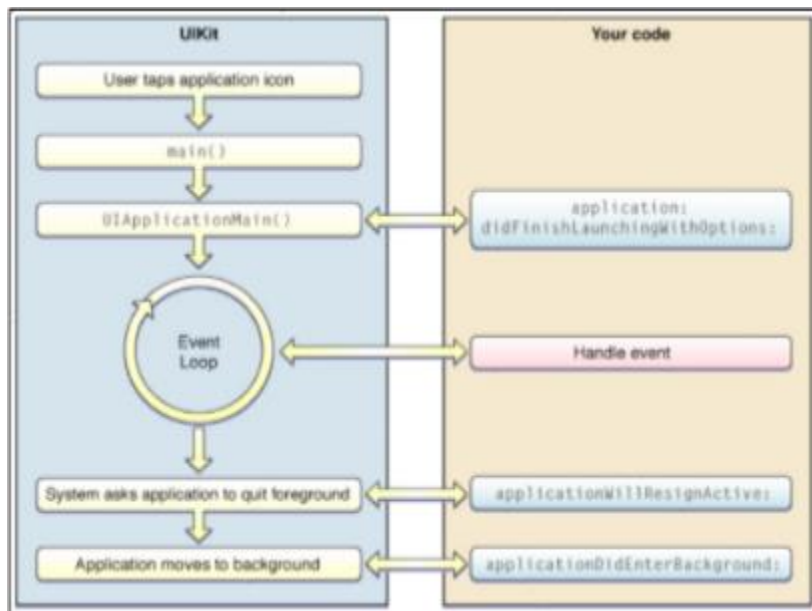 UIKit
Your code
User taps application icon
main()
UIApplicationMain()
application:
didFinishLaunchingWithOptions:
Event
Loop
Handle event
System asks application to quit foreground
applicationWillResignActive:
Application moves to background
applicationDidEnterBackground: